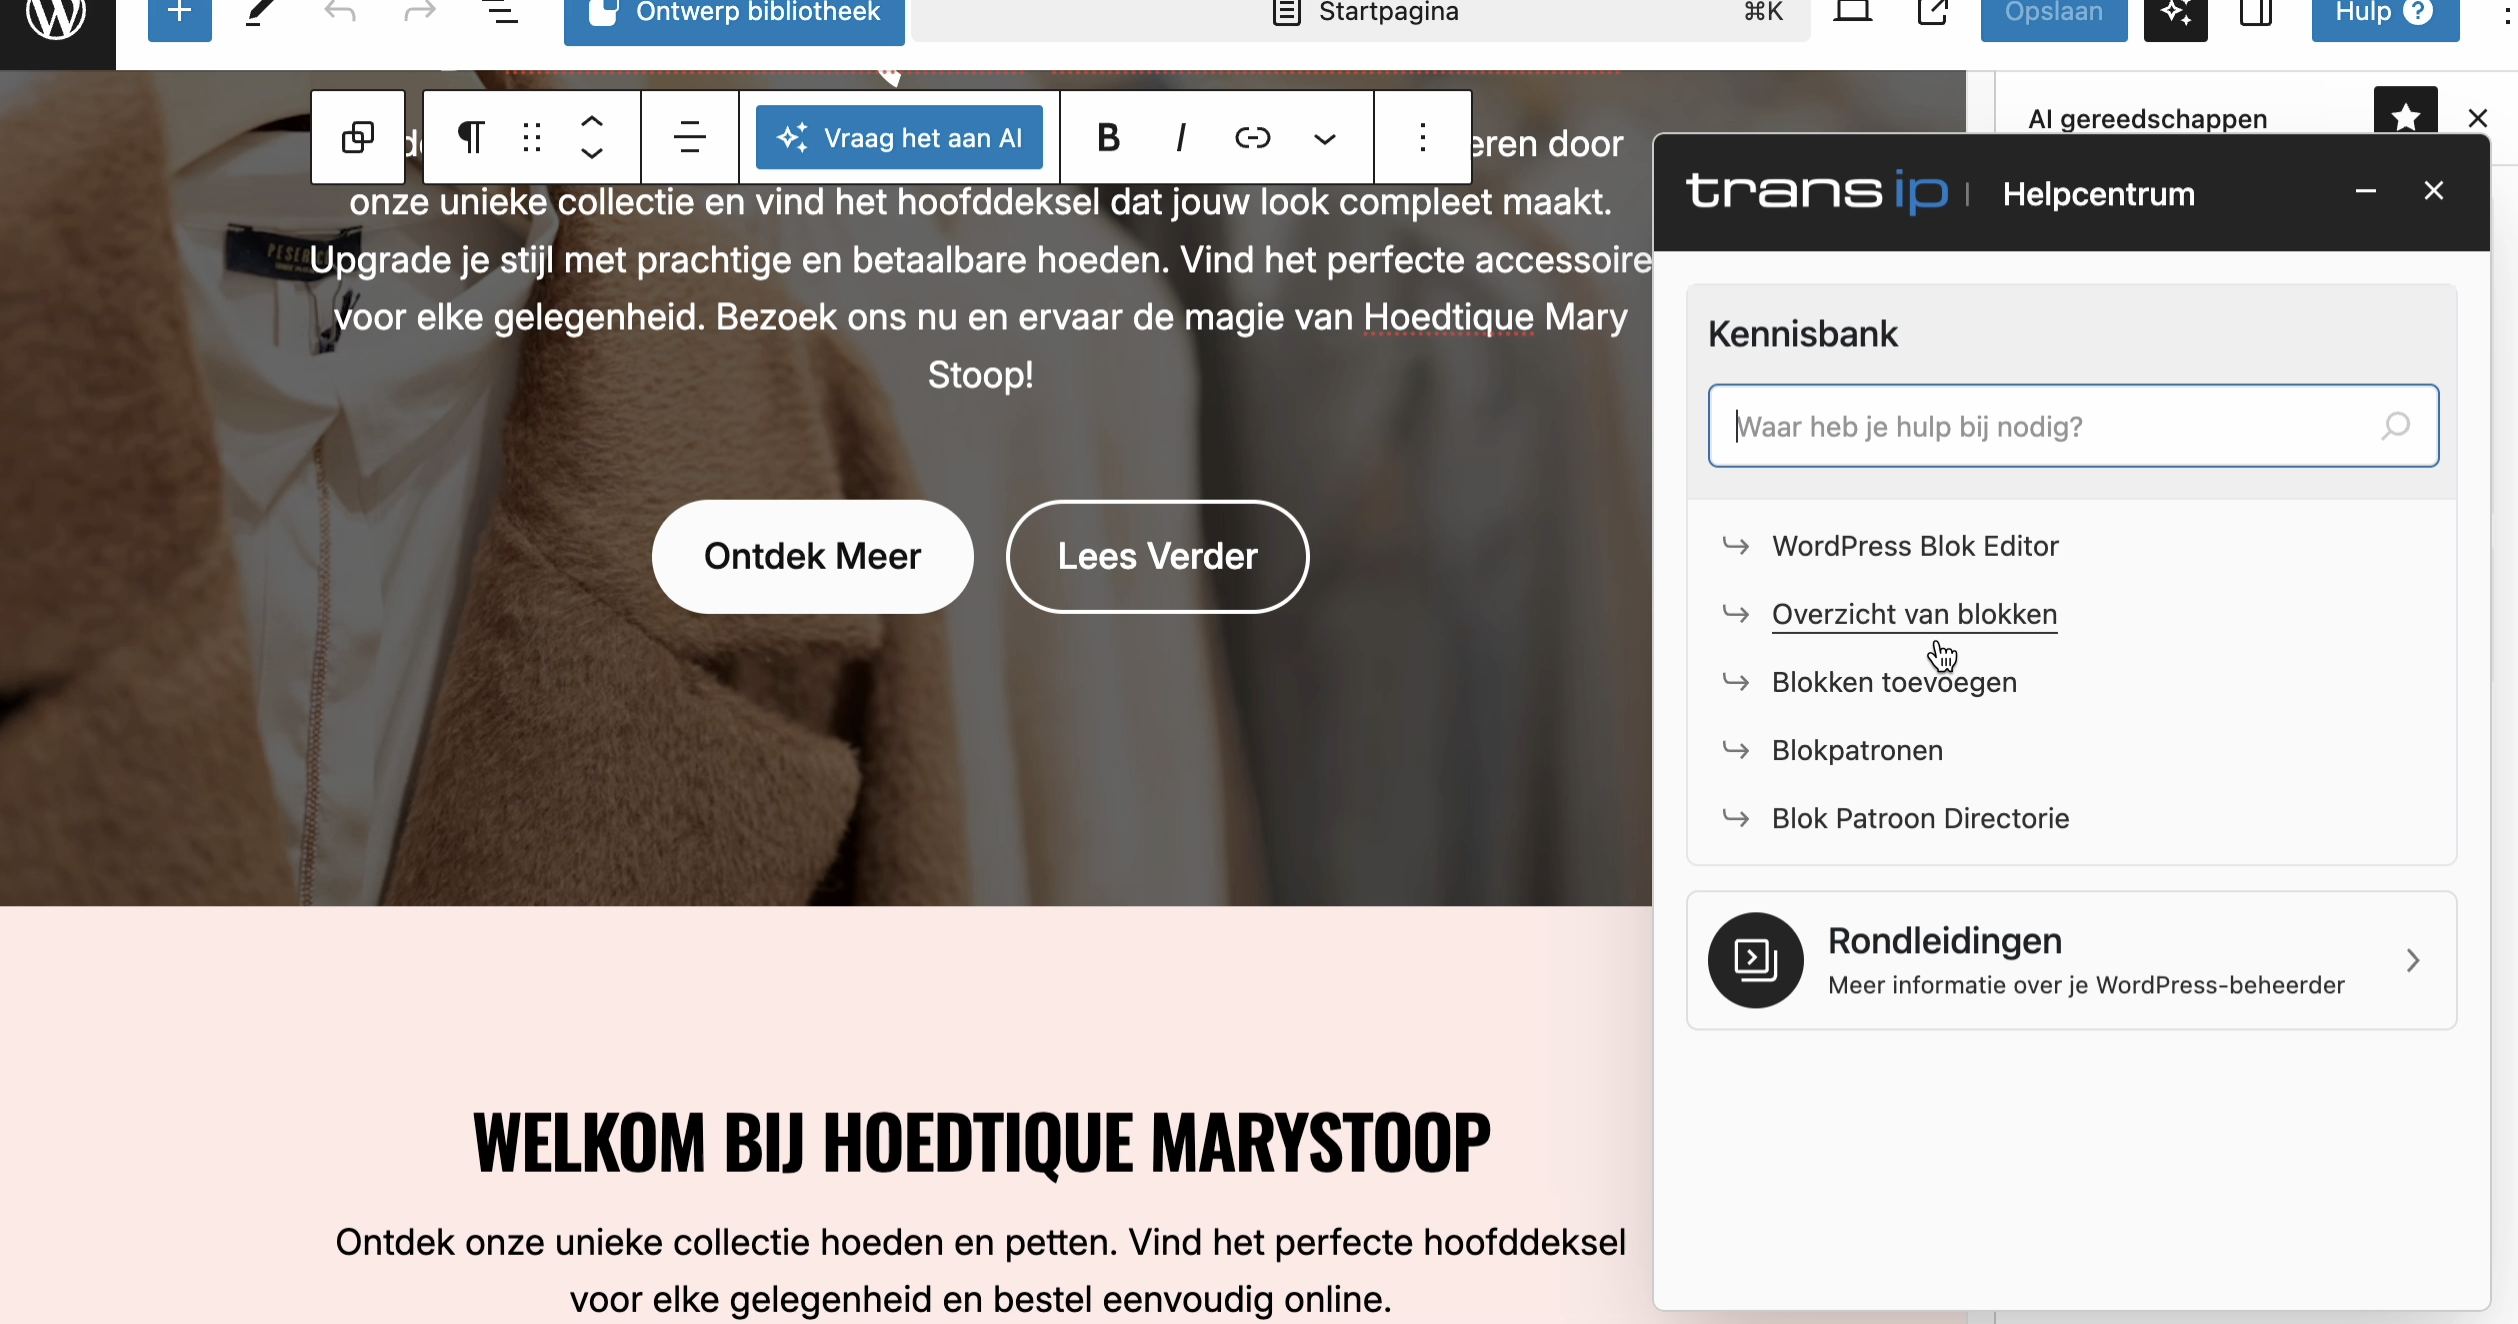 Ontwerp bibliotheek
Startpagina
⌘K
Opslaan
Hulp ?
AI gereedschappen
Vraag het aan AI
B I
eren door
onze unieke collectie en vind het hoofddeksel dat jouw look compleet maakt.
Upgrade je stijl met prachtige en betaalbare hoeden. Vind het perfecte accessoire
voor elke gelegenheid. Bezoek ons nu en ervaar de magie van Hoedtique Mary
Stoop!
Ontdek Meer
Lees Verder
WELKOM BIJ HOEDTIQUE MARYSTOOP
Ontdek onze unieke collectie hoeden en petten. Vind het perfecte hoofddeksel
voor elke gelegenheid en bestel eenvoudig online.
transip | Helpcentrum
Kennisbank
Waar heb je hulp bij nodig?
WordPress Blok Editor
Overzicht van blokken
Blokken toevoegen
Blokpatronen
Blok Patroon Directorie
Rondleidingen
Meer informatie over je WordPress-beheerder